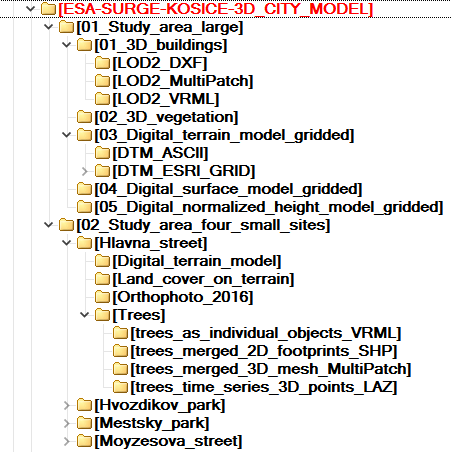 [ESA-SURGE-KOSICE-3D_CITY_MODEL]
[01_Study_area_large]
[01_3D_buildings]
[LOD2_DXF]
[LOD2_MultiPatch]
[LOD2_VRML]
[02_3D_vegetation]
[03_Digital_terrain_model_gridded]
[DTM_ASCII]
[DTM_ESRI_GRID]
[04_Digital_surface_model_gridded]
[05_Digital_normalized_height_model_gridded]
[02_Study_area_four_small_sites]
[Hlavna_street]
[Digital_terrain_model]
[Land_cover_on_terrain]
[Orthophoto_2016]
[Trees]
[trees_as_individual_objects_VRML]
[trees_merged_2D_footprints_SHP]
[trees_merged_3D_mesh_MultiPatch]
[trees_time_series_3D_points_LAZ]
[Hvozdikov_park]
[Mestsky_park]
[Moyzesova_street]